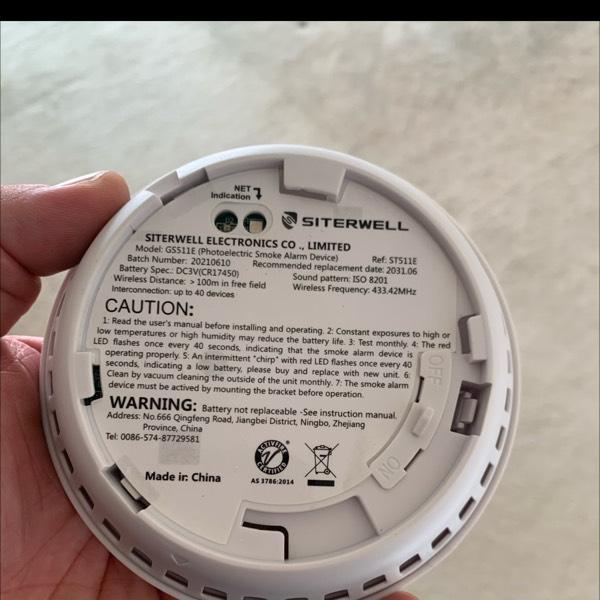 NET
Indication
SITERWELL
SITERWELL ELECTRONICS CO ., LIMITED
Model: GS511E (Photoelectric Smoke Alarm Device)
Ref: ST511E
Batch Number: 20210610
Recommended replacement date: 2031.06
Battery Spec.: DC3V(CR17450)
Sound pattern: ISO 8201
Wireless Distance: >100m in free field
Wireless Frequency: 433.42MHz
Interconnection: up to 40 devices
CAUTION:
1: Read the user's manual before installing and operating. 2: Constant exposures to high or
low temperatures or high humidity may reduce the battery life. 3: Test monthly. 4: The red
LED flashes once every 40 seconds, indicating that the smoke alarm device is
operating properly. 5: An intermittent "chirp" with red LED flashes once every 40
seconds, indicating a low battery, please buy and replace with new unit. 6:
Clean by vacuum cleaning the outside of the unit monthly. 7: The smoke alarm
device must be actived by mounting the bracket before operation.
OFF
WARNING: Battery not replaceable -See instruction manual.
Address: No.666 Qingfeng Road, Jiangbei District, Ningbo, Zhejiang
Province, China
Tel: 0086-574-87729581
ON
ACTIVFIRE
CERTIFIED
Made in: China
AS 3786:2014